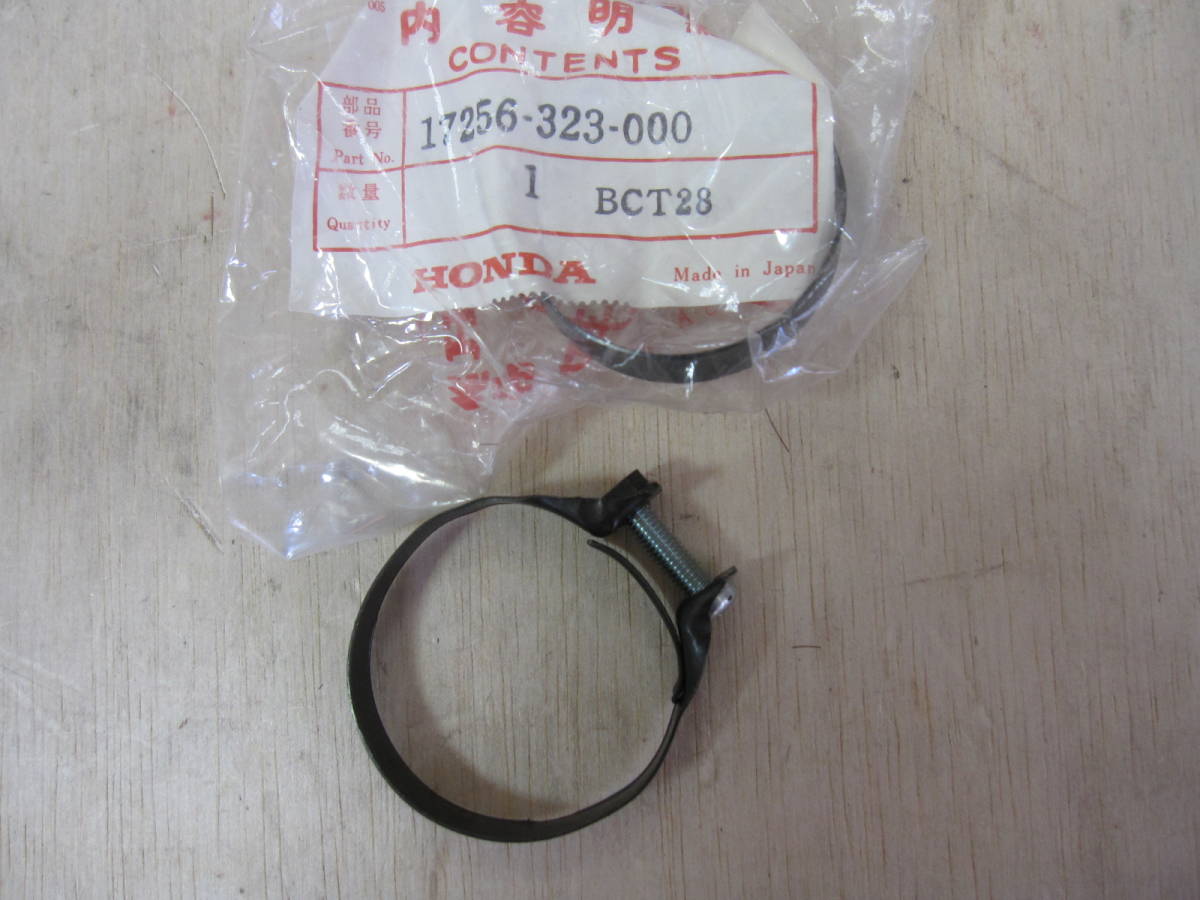 内容明
CONTENTS
部品
番号
Part No.
17256-323-000
数量
Quantity
1 BCT28
HONDA
Made in Japan